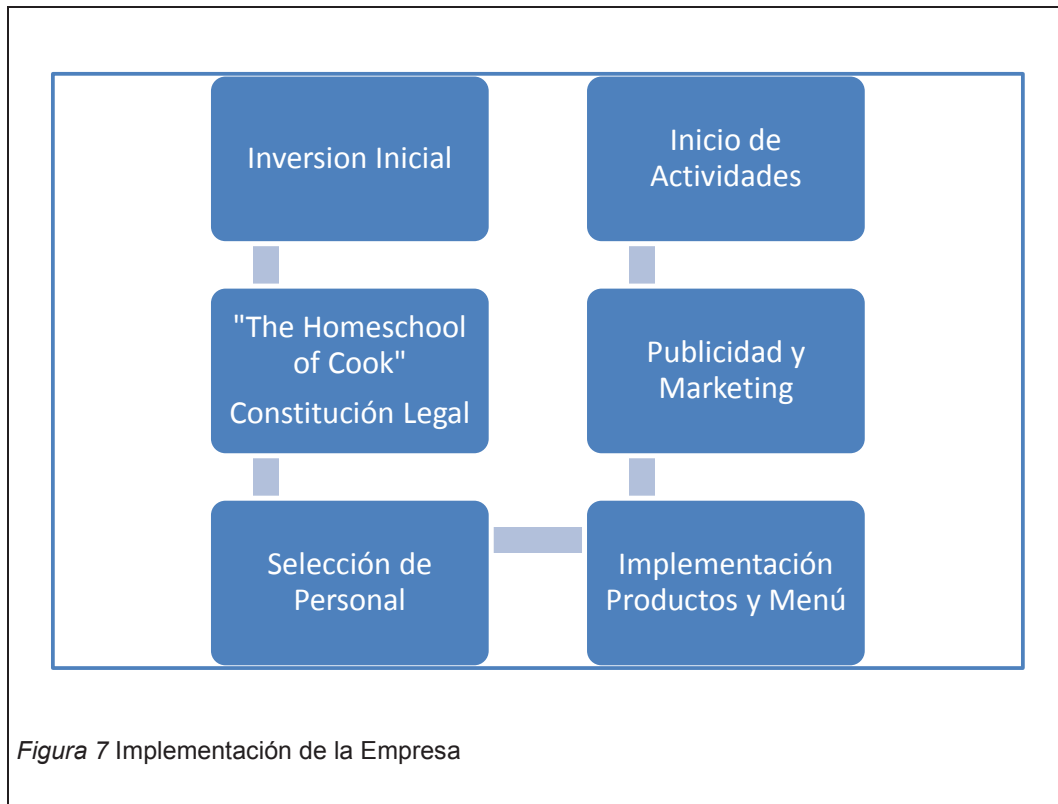 Inversion Inicial
"The Homeschool
of Cook"
Constitución Legal
Selección de
Personal
Implementación
Productos y Menú
Publicidad y
Marketing
Inicio de
Actividades
Figura 7 Implementación de la Empresa